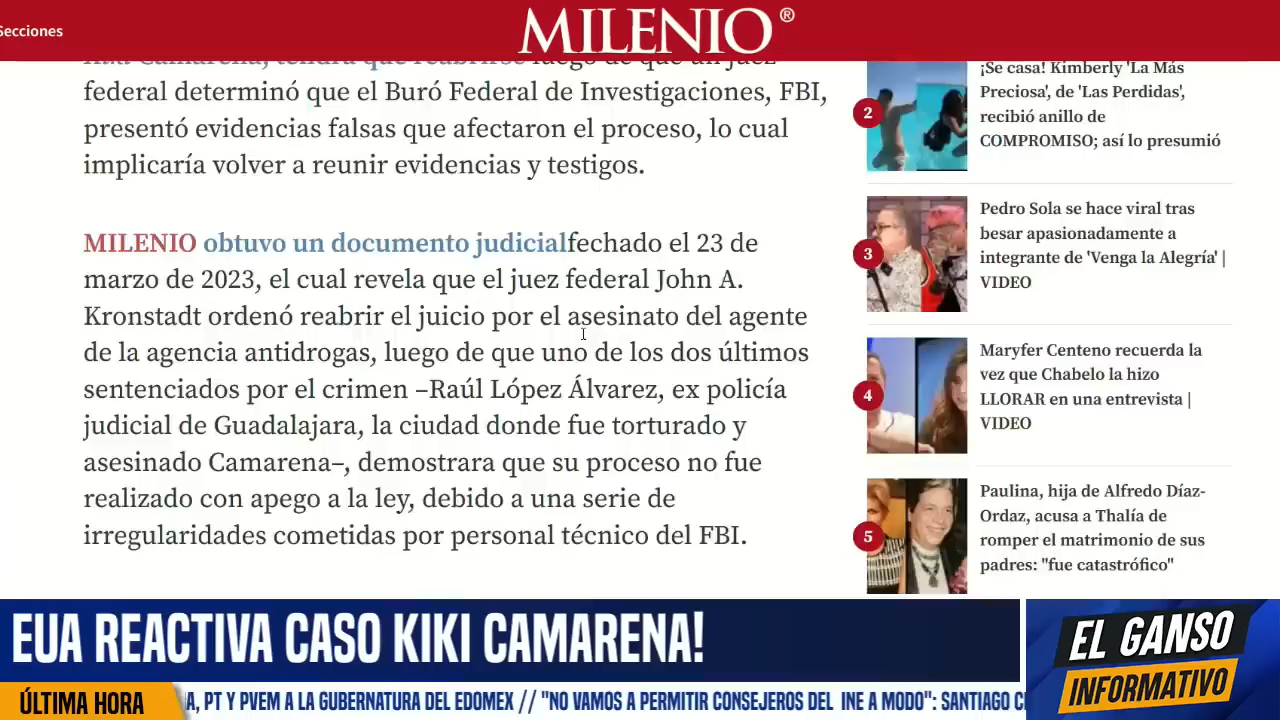 Secciones
MILENIO®
Kiki Camarena, tendrá que reabrirse luego de que un juez
federal determinó que el Buró Federal de Investigaciones, FBI,
presentó evidencias falsas que afectaron el proceso, lo cual
implicaría volver a reunir evidencias y testigos.
MILENIO obtuvo un documento judicialfechado el 23 de
marzo de 2023, el cual revela que el juez federal John A.
Kronstadt ordenó reabrir el juicio por el asesinato del agente
de la agencia antidrogas, luego de que uno de los dos últimos
sentenciados por el crimen –Raúl López Álvarez, ex policía
judicial de Guadalajara, la ciudad donde fue torturado y
asesinado Camarena–, demostrara que su proceso no fue
realizado con apego a la ley, debido a una serie de
irregularidades cometidas por personal técnico del FBI.
2
¡Se casa! Kimberly 'La Más
Preciosa', de 'Las Perdidas',
recibió anillo de
COMPROMISO; así lo presumió
3
Pedro Sola se hace viral tras
besar apasionadamente a
integrante de 'Venga la Alegría' |
VIDEO
4
Maryfer Centeno recuerda la
vez que Chabelo la hizo
LLORAR en una entrevista |
VIDEO
5
Paulina, hija de Alfredo Díaz-
Ordaz, acusa a Thalía de
romper el matrimonio de sus
padres: "fue catastrófico"
EUA REACTIVA CASO KIKI CAMARENA!
EL GANSO
INFORMATIVO
ÚLTIMA HORA
A, PT Y PVEM A LA GUBERNATURA DEL EDOMEX // "NO VAMOS A PERMITIR CONSEJEROS DEL INE A MODO": SANTIAGO